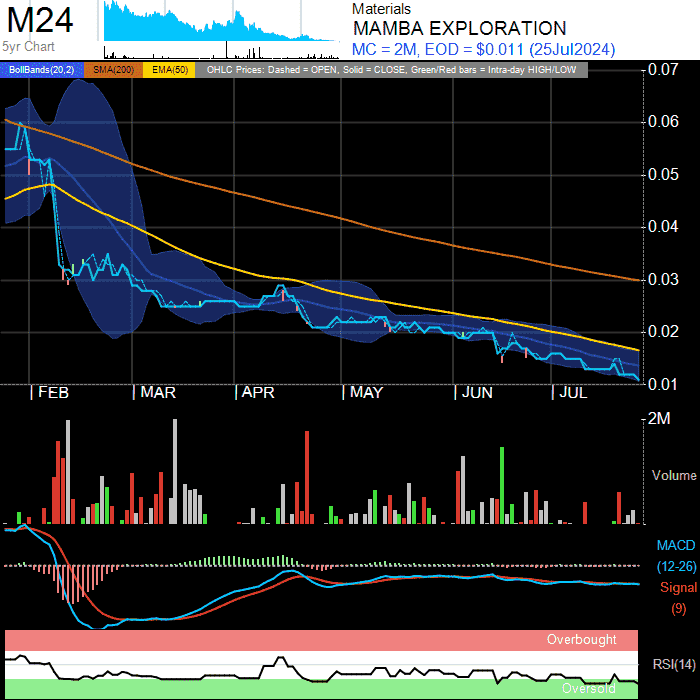 M24
5yr Chart
Materials
MAMBA EXPLORATION
MC = 2M, EOD = $0.011 (25Jul2024)
BollBands(20,2) SMA(200) EMA(50) OHLC Prices: Dashed = OPEN, Solid = CLOSE, Green/Red bars = Intra-day HIGH/LOW
0.07
0.06
0.05
0.04
0.03
0.02
0.01
FEB MAR APR MAY JUN JUL
2M
Volume
MACD
(12-26)
Signal
(9)
Overbought
RSI(14)
Oversold